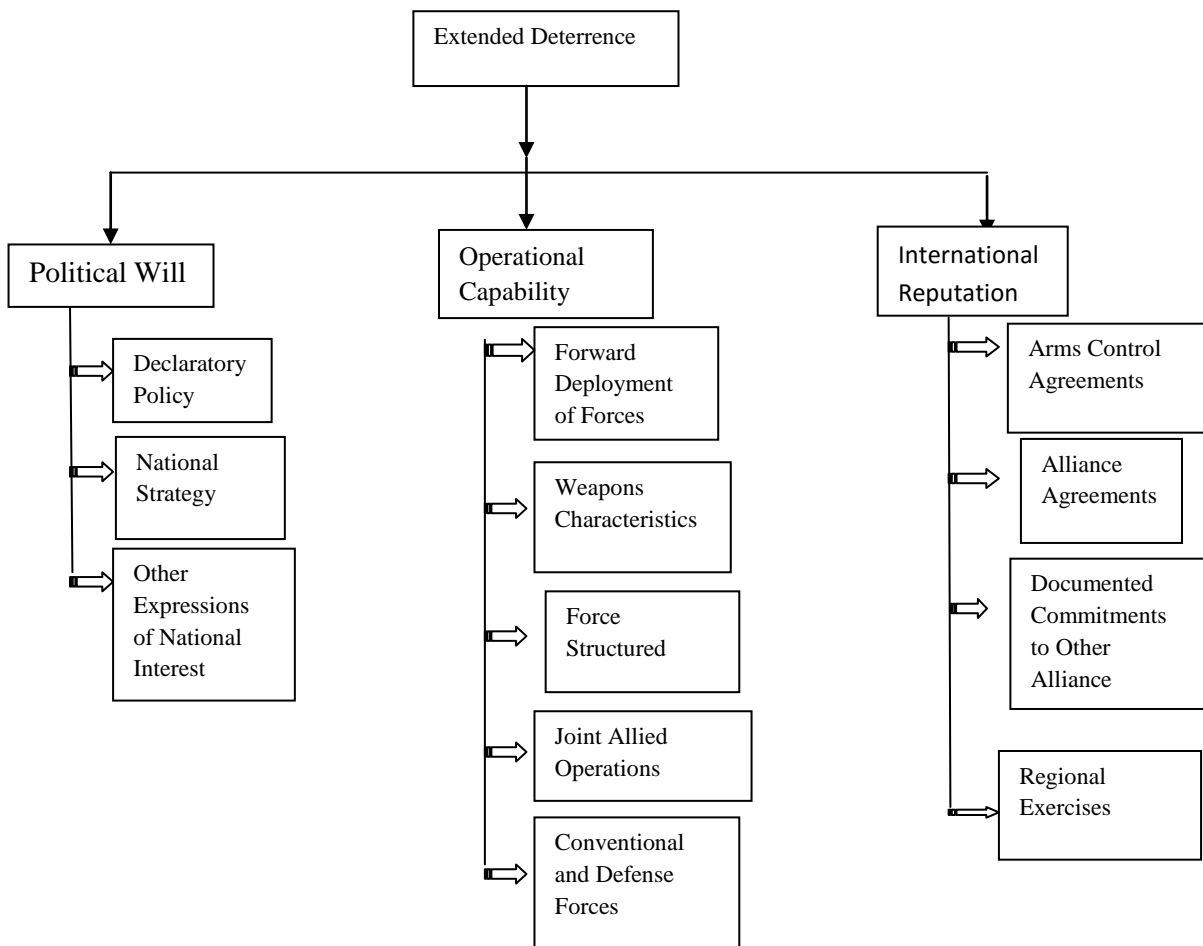 Extended Deterrence
Political Will
Declaratory
Policy
National
Strategy
Other
Expressions
of National
Interest
Operational
Capability
Forward
Deployment
of Forces
Weapons
Characteristics
Force
Structured
Joint Allied
Operations
Conventional
and Defense
Forces
International
Reputation
Arms Control
Agreements
Alliance
Agreements
Documented
Commitments
to Other
Alliance
Regional
Exercises